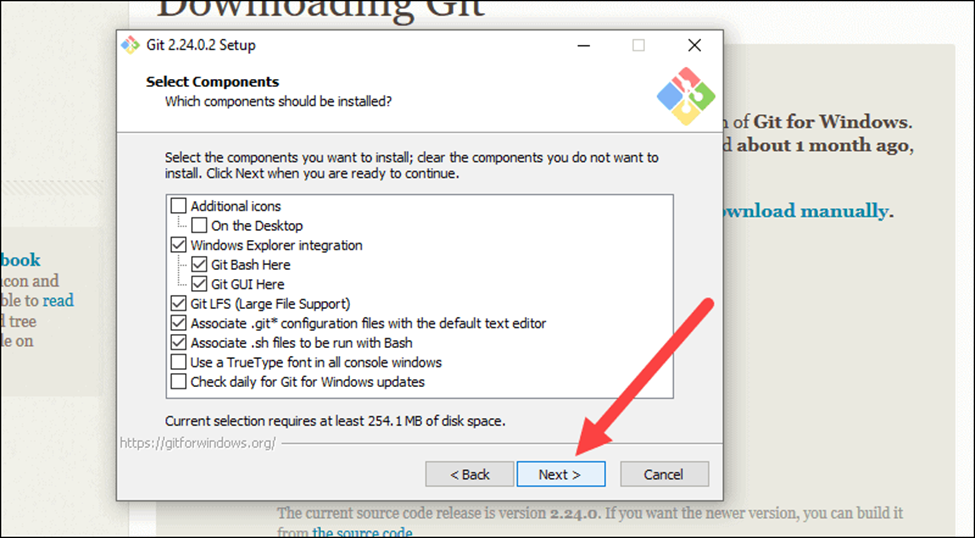 Downloading Git
Git 2.24.0.2 Setup
Select Components
Which components should be installed?
Select the components you want to install; clear the components you do not want to
install. Click Next when you are ready to continue.
Additional icons
On the Desktop
Windows Explorer integration
Git Bash Here
Git GUI Here
Git LFS (Large File Support)
Associate .git* configuration files with the default text editor
Associate .sh files to be run with Bash
Use a TrueType font in all console windows
Check daily for Git for Windows updates
Current selection requires at least 254.1 MB of disk space.
https://gitforwindows.org/
< Back
Next >
Cancel
of Git for Windows.
about 1 month ago,
download manually.
book
and
to read
tree
on
The current source code release is version 2.24.0. If you want the newer version, you can build it
from the source code.